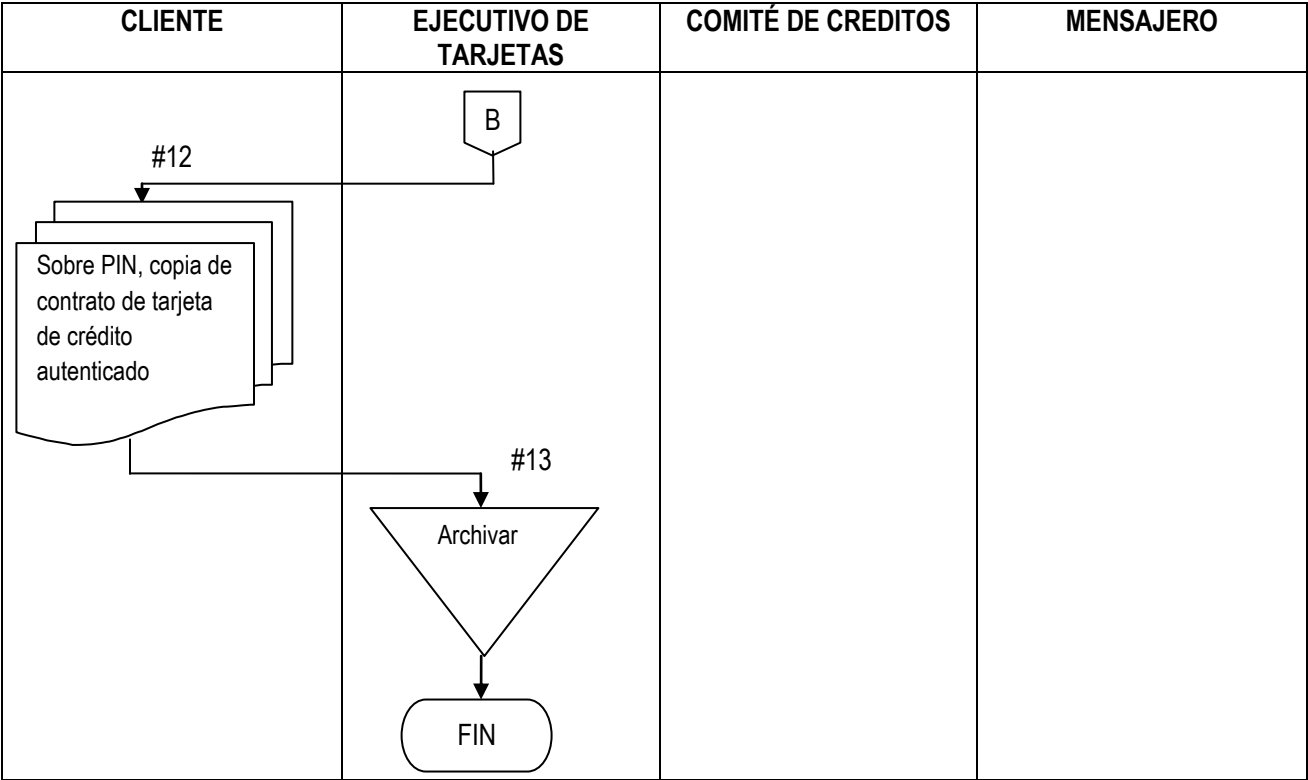 CLIENTE
EJECUTIVO DE
TARJETAS
COMITÉ DE CREDITOS
MENSAJERO
B
#12
Sobre PIN, copia de
contrato de tarjeta
de crédito
autenticado
#13
Archivar
FIN